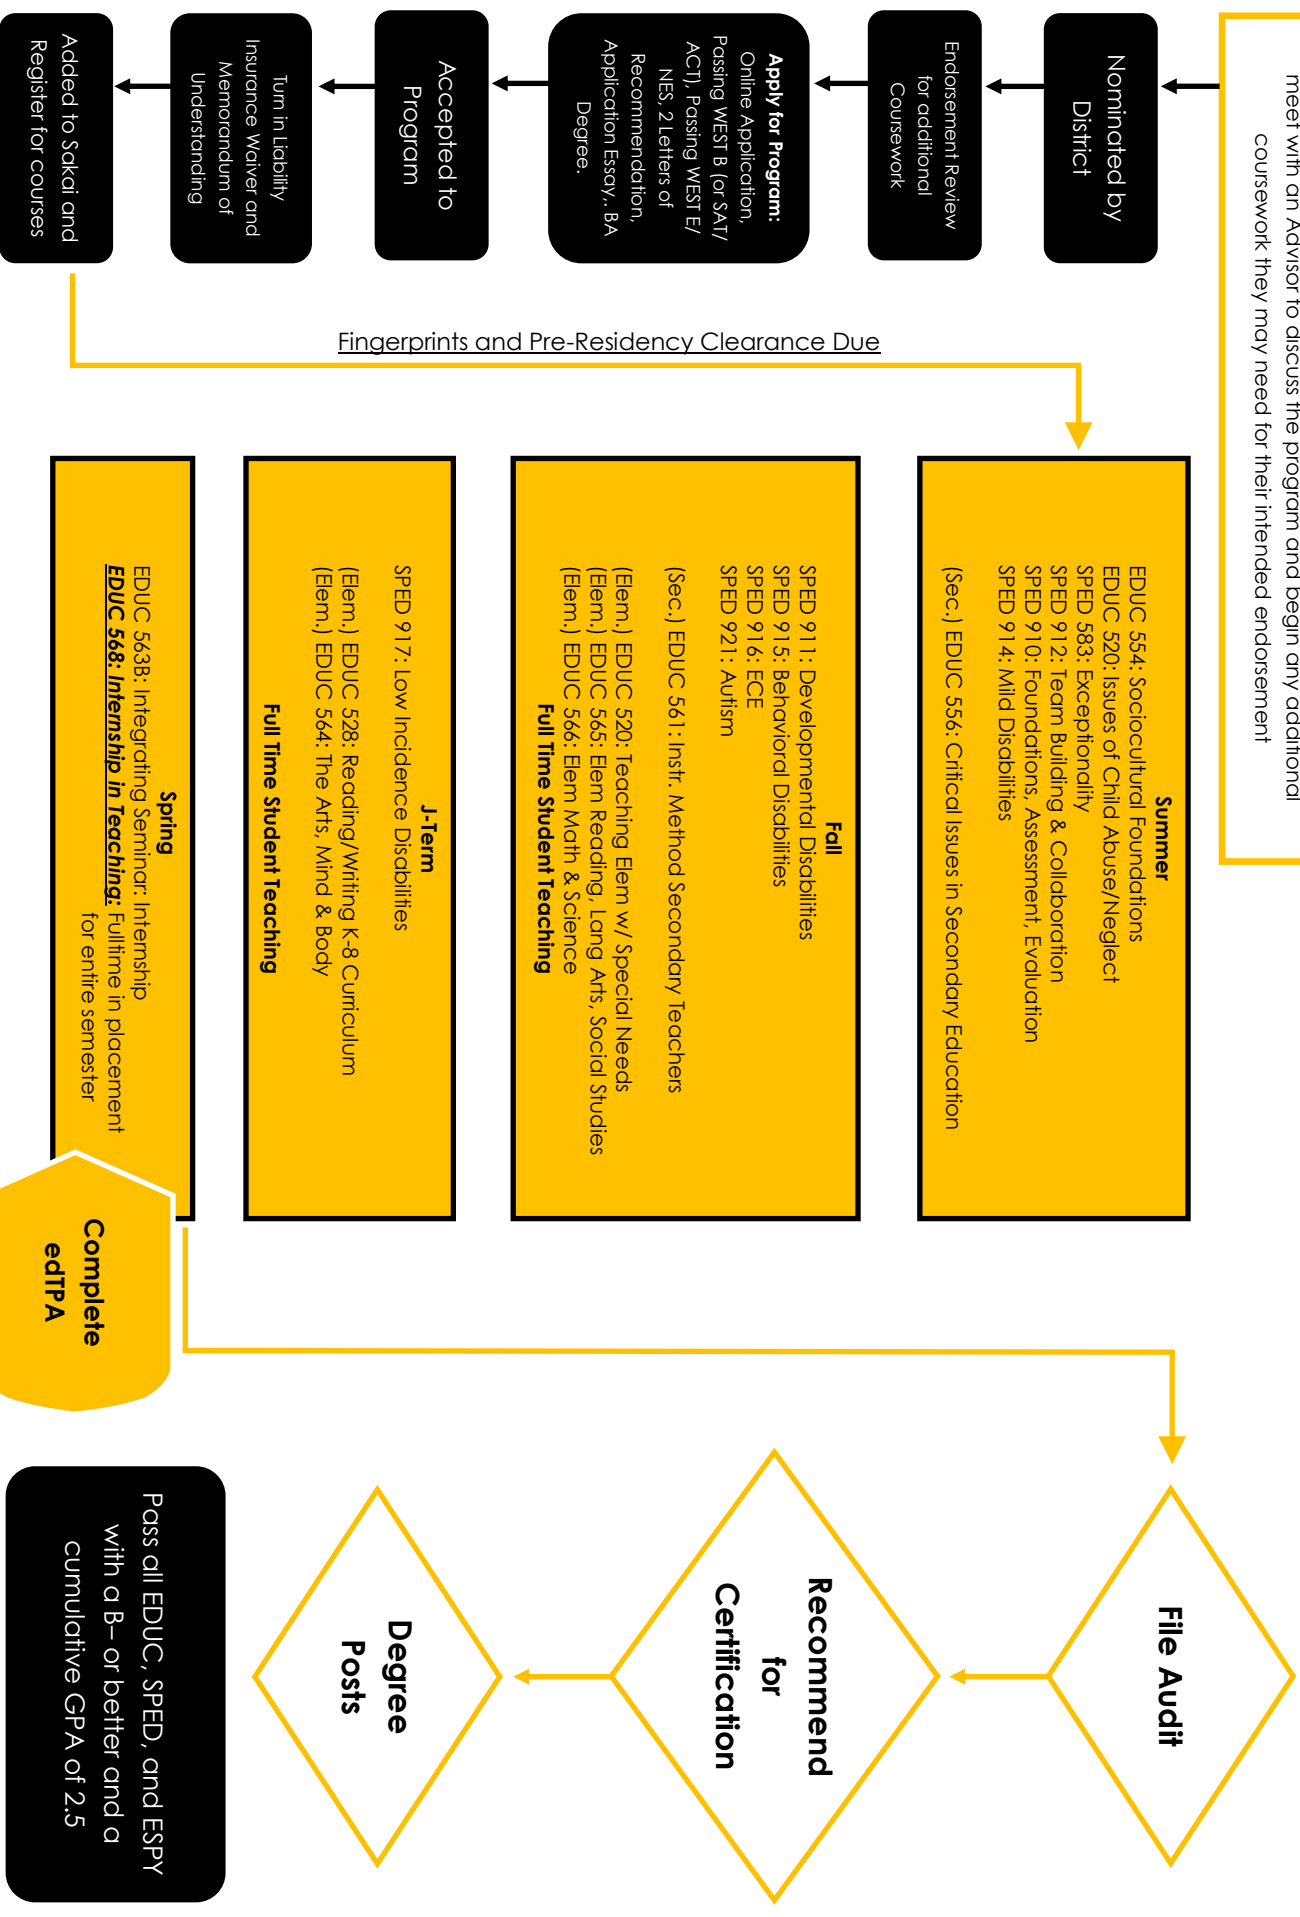 meet with an Advisor to discuss the program and begin any additional
coursework they may need for their intended endorsement
Nominated by
District
Endorsement Review
for additional
Coursework
Apply for Program:
Online Application,
Passing WEST B (or SAT/
ACT), Passing WEST E/
NES, 2 Letters of
Recommendation,
Application Essay,. BA
Degree.
Accepted to
Program
Turn in Liability
Insurance Waiver and
Memorandum of
Understanding
Added to Sakai and
Register for courses
Fingerprints and Pre-Residency Clearance Due
Summer
EDUC 554: Sociocultural Foundations
EDUC 520: Issues of Child Abuse/Neglect
SPED 583: Exceptionality
SPED 912: Team Building & Collaboration
SPED 910: Foundations, Assessment, Evaluation
SPED 914: Mild Disabilities
(Sec.) EDUC 556: Critical Issues in Secondary Education
Fall
SPED 911: Developmental Disabilities
SPED 915: Behavioral Disabilities
SPED 916: ECE
SPED 921: Autism
(Sec.) EDUC 561: Instr. Method Secondary Teachers
(Elem.) EDUC 520: Teaching Elem w/ Special Needs
(Elem.) EDUC 565: Elem Reading, Lang Arts, Social Studies
(Elem.) EDUC 566: Elem Math & Science
Full Time Student Teaching
J-Term
SPED 917: Low Incidence Disabilities
(Elem.) EDUC 528: Reading/Writing K-8 Curriculum
(Elem.) EDUC 564: The Arts, Mind & Body
Full Time Student Teaching
Spring
EDUC 563B: Integrating Seminar: Internship
EDUC 568: Internship in Teaching: Fulltime in placement
for entire semester
Complete
edTPA
File Audit
Recommend
for
Certification
Degree
Posts
Pass all EDUC, SPED, and ESPY
with a B– or better and a
cumulative GPA of 2.5